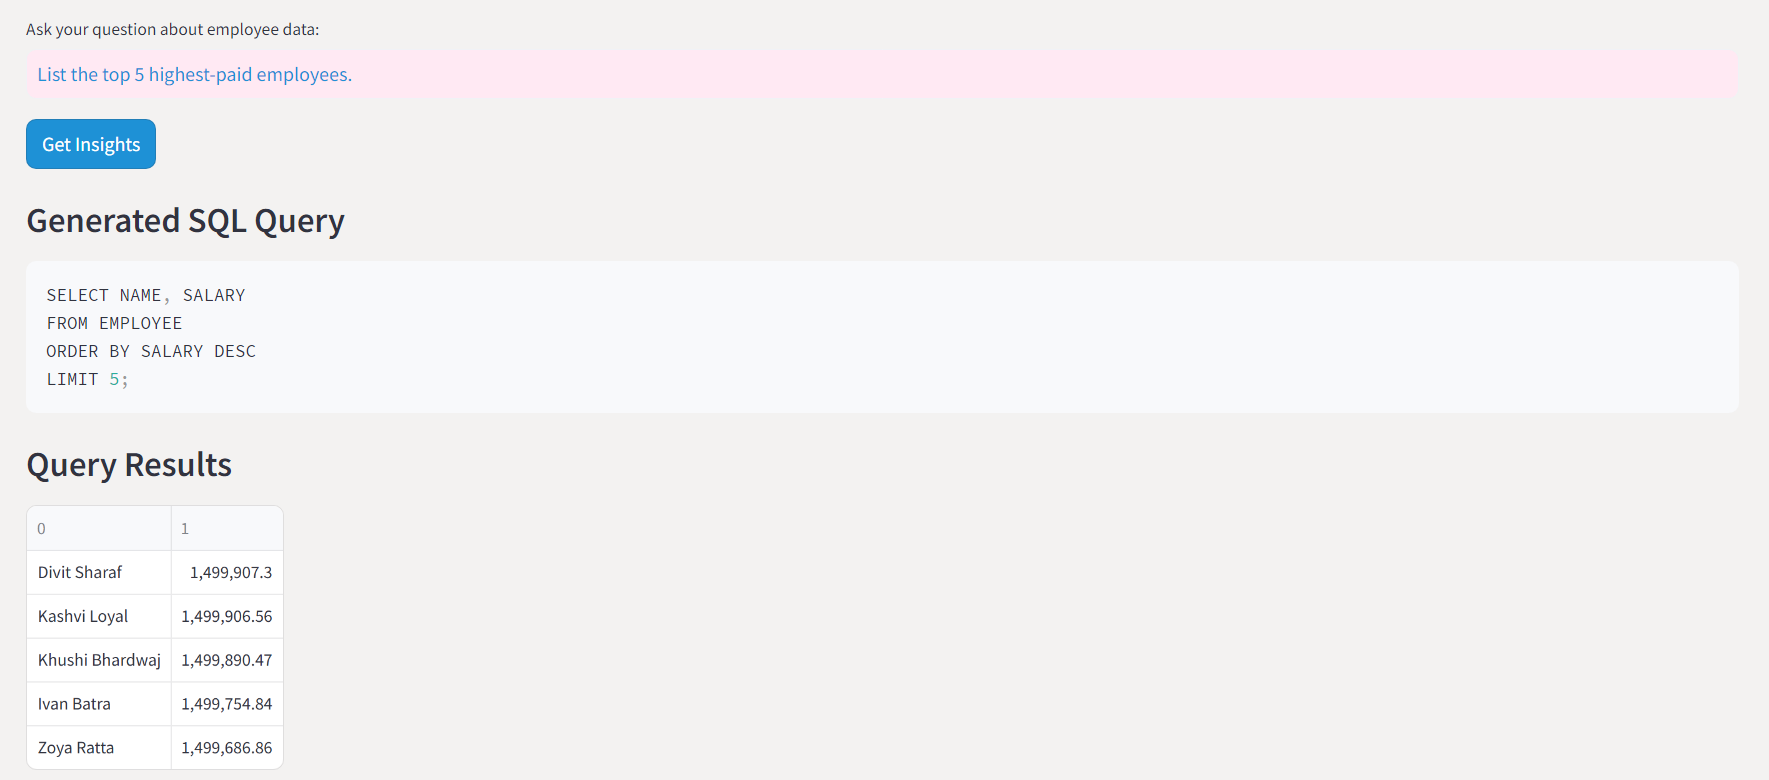 Ask your question about employee data:
List the top 5 highest-paid employees.
Get Insights
Generated SQL Query
SELECT NAME, SALARY
FROM EMPLOYEE
ORDER BY SALARY DESC
LIMIT 5;
Query Results
0 1
Divit Sharaf 1,499,907.3
Kashvi Loyal 1,499,906.56
Khushi Bhardwaj 1,499,890.47
Ivan Batra 1,499,754.84
Zoya Ratta 1,499,686.86